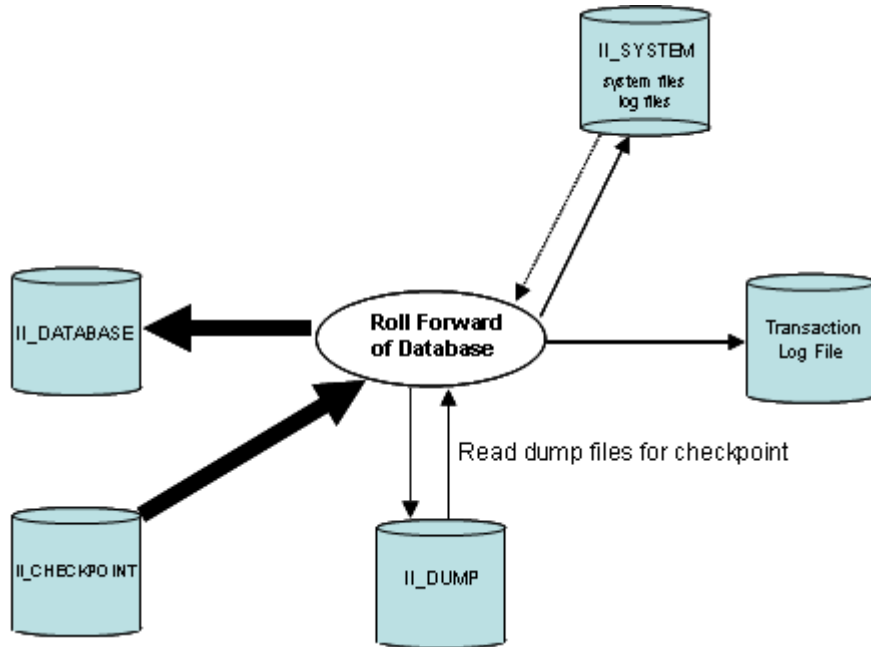 II_SYSTEM
system files
log files
II_DATABASE
Roll Forward
of Database
Transaction
Log File
Read dump files for checkpoint
II_CHECKPOINT
II_DUMP